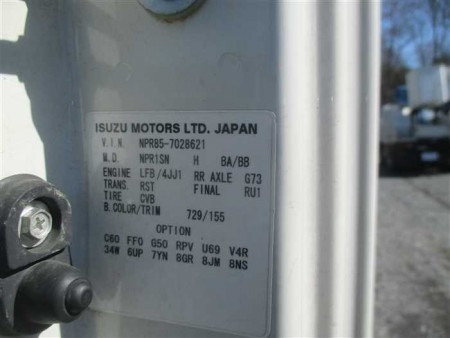 ISUZU MOTORS LTD. JAPAN
V.I.N. NPR85-7028621
M.D. NPR1SN H BA/BB
ENGINE LFB/4JJ1 RR AXLE G73
TRANS. RST FINAL RU1
TIRE CVB
B.COLOR/TRIM 729/155
OPTION
C60 FF0 G50 RPV U69 V4R
34W 6UP 7YN 8GR 8JM 8NS